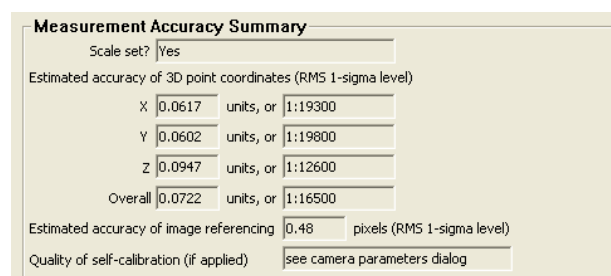 Measurement Accuracy Summary
Scale set? Yes
Estimated accuracy of 3D point coordinates (RMS 1-sigma level)
X 0.0617 units, or 1:19300
Y 0.0602 units, or 1:19800
Z 0.0947 units, or 1:12600
Overall 0.0722 units, or 1:16500
Estimated accuracy of image referencing 0.48 pixels (RMS 1-sigma level)
Quality of self-calibration (if applied) see camera parameters dialog